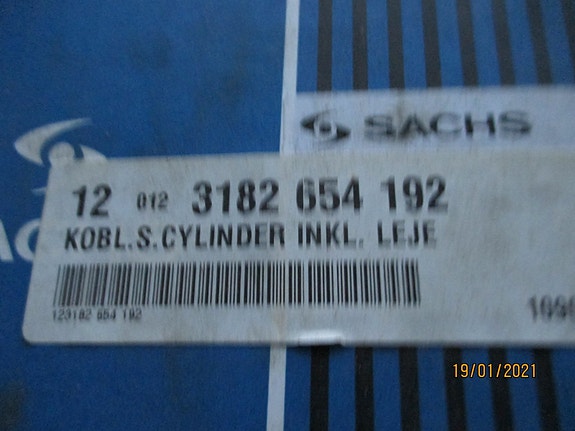 SACHS
12 012 3182 654 192
KOBL.S.CYLINDER INKL. LEJE
123182 654 192
19/01/2021